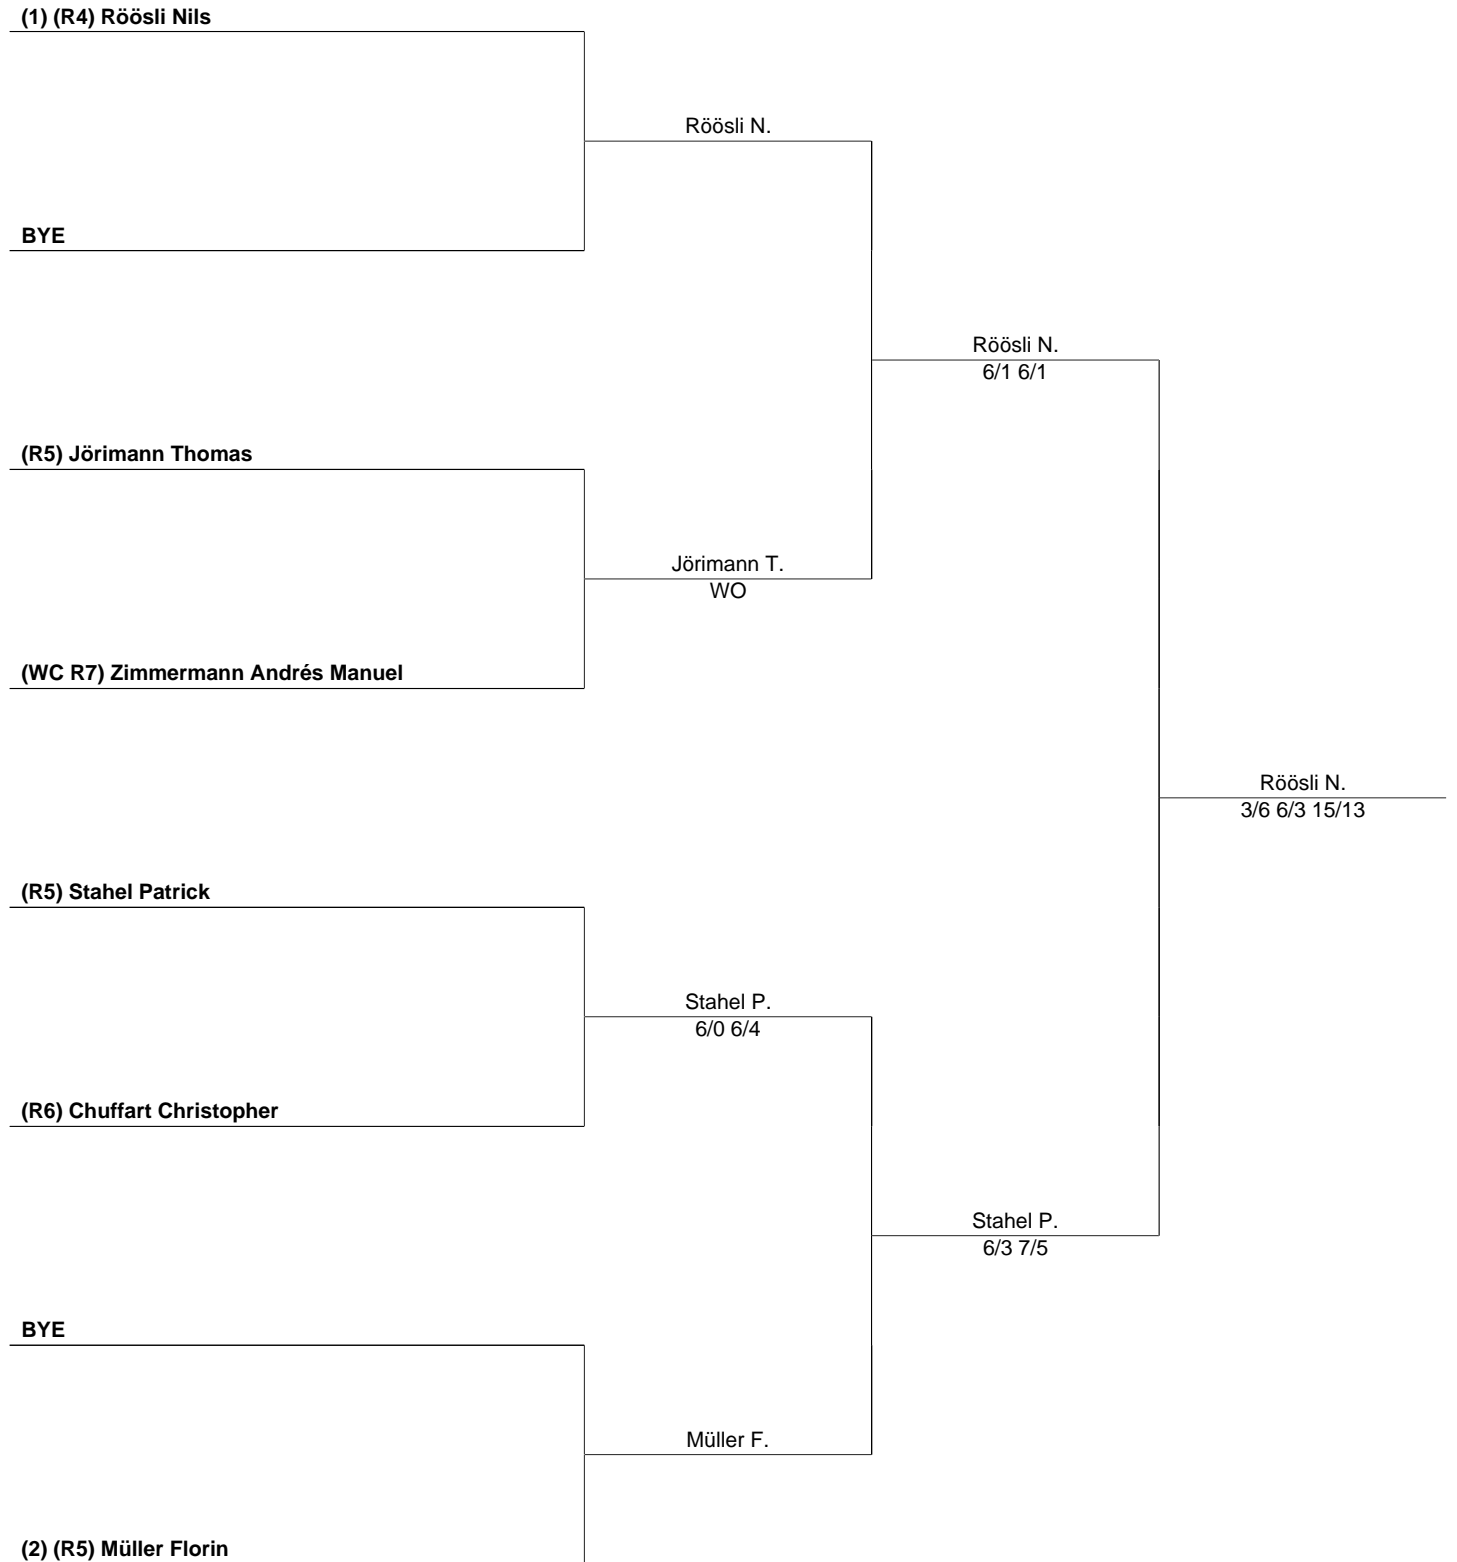 (1) (R4) Röösli Nils
Röösli N.
BYE
Röösli N.
6/1 6/1
(R5) Jörimann Thomas
Jörimann T.
WO
(WC R7) Zimmermann Andrés Manuel
Röösli N.
3/6 6/3 15/13
(R5) Stahel Patrick
Stahel P.
6/0 6/4
(R6) Chuffart Christopher
Stahel P.
6/3 7/5
BYE
Müller F.
(2) (R5) Müller Florin